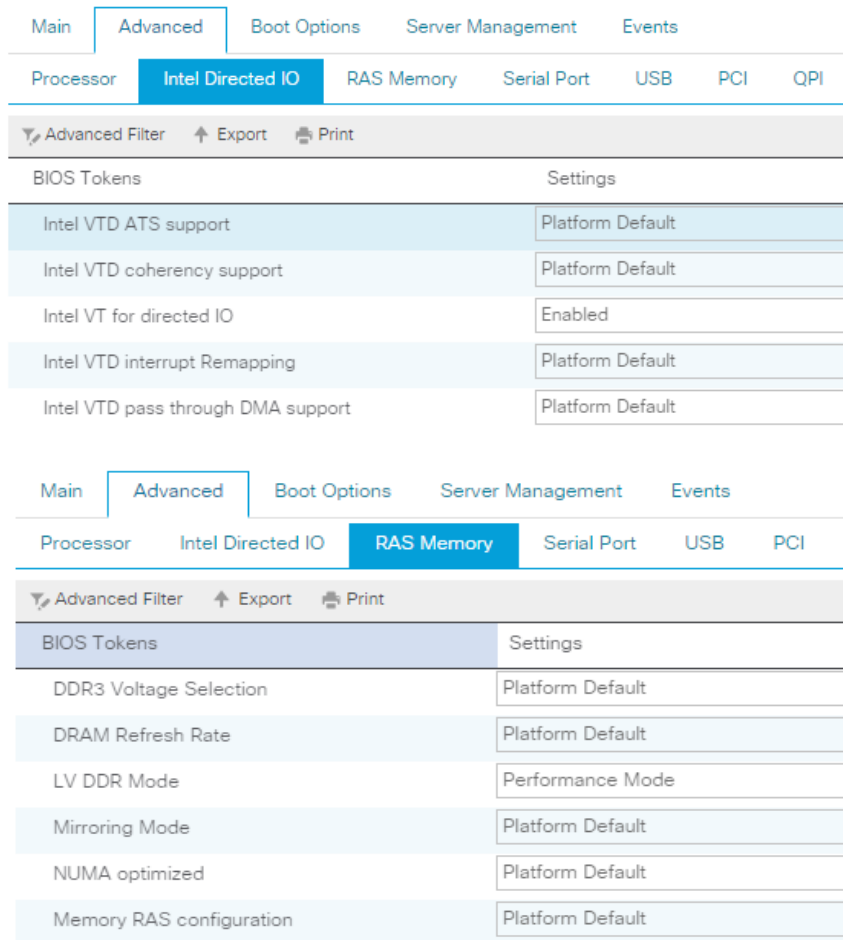 Main Advanced Boot Options Server Management Events
Processor Intel Directed IO RAS Memory Serial Port USB PCI QPI
Advanced Filter Export Print
BIOS Tokens Settings
Intel VTD ATS support Platform Default
Intel VTD coherency support Platform Default
Intel VT for directed IO Enabled
Intel VTD interrupt Remapping Platform Default
Intel VTD pass through DMA support Platform Default
Main Advanced Boot Options Server Management Events
Processor Intel Directed IO RAS Memory Serial Port USB PCI
Advanced Filter Export Print
BIOS Tokens Settings
DDR3 Voltage Selection Platform Default
DRAM Refresh Rate Platform Default
LV DDR Mode Performance Mode
Mirroring Mode Platform Default
NUMA optimized Platform Default
Memory RAS configuration Platform Default